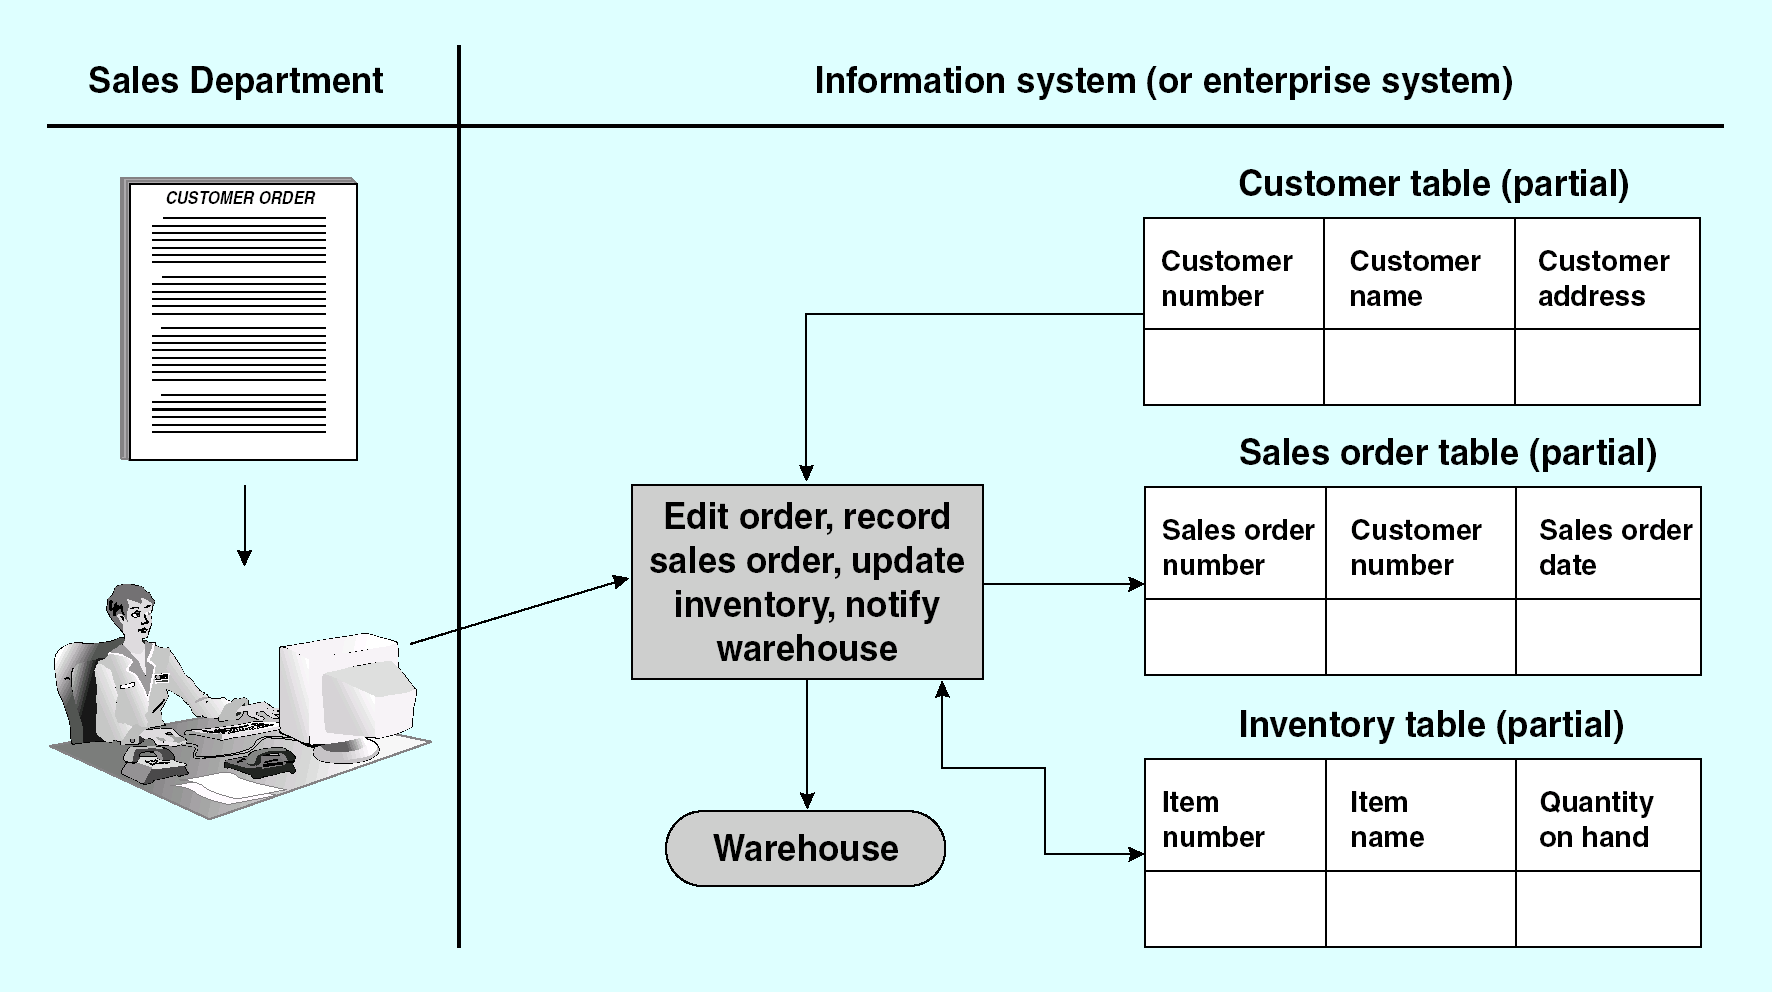 Sales Department
Information system (or enterprise system)
CUSTOMER ORDER
Customer table (partial)
Customer number
Customer name
Customer address
Sales order table (partial)
Edit order, record
sales order, update
inventory, notify
warehouse
Sales order number
Customer number
Sales order date
Inventory table (partial)
Item number
Item name
Quantity on hand
Warehouse